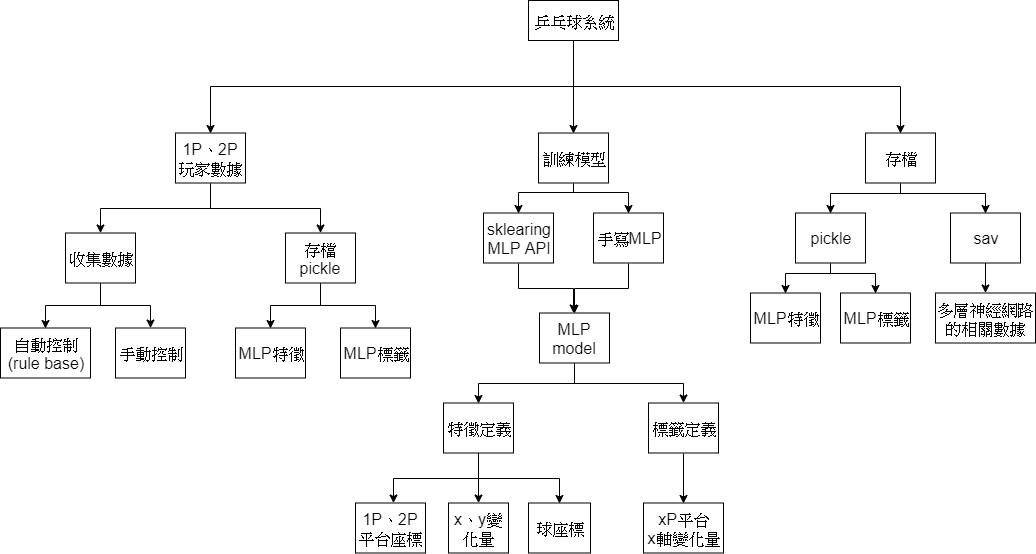 乒乓球系統
1P、2P
玩家數據
訓練模型
存檔
收集數據
存檔
pickle
sklearing
MLP API
手寫MLP
pickle
sav
自動控制
(rule base)
手動控制
MLP特徵
MLP標籤
MLP
model
MLP特徵
MLP標籤
多層神經網路
的相關數據
特徵定義
標籤定義
1P、2P
平台座標
x、y變
化量
球座標
xP平台
x軸變化量